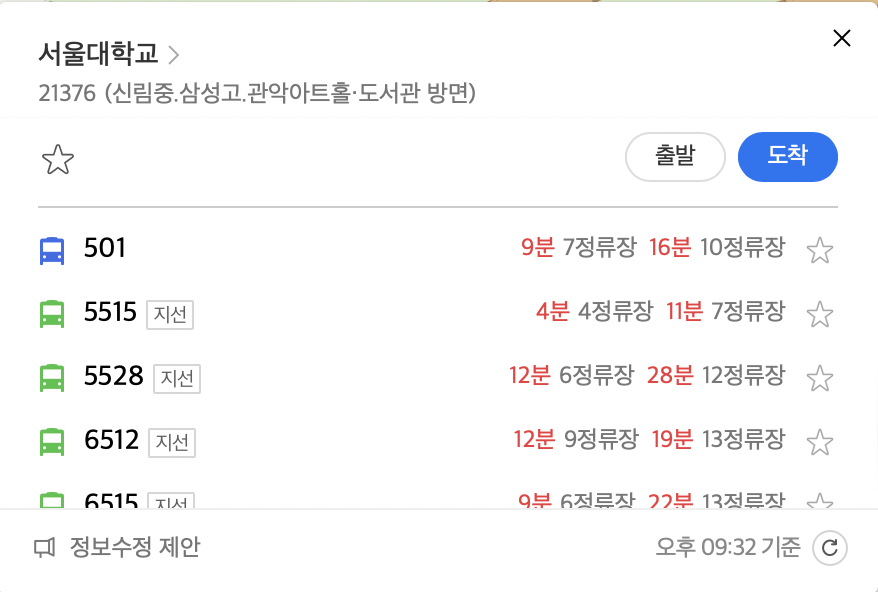 서울대학교
21376 (신림중.삼성고.관악아트홀·도서관 방면)
출발 도착
501 9분 7정류장 16분 10정류장
5515 지선 4분 4정류장 11분 7정류장
5528 지선 12분 6정류장 28분 12정류장
6512 지선 12분 9정류장 19분 13정류장
6515 지선 9분 6정류장 22분 13정류장
정보수정 제안 오후 09:32 기준